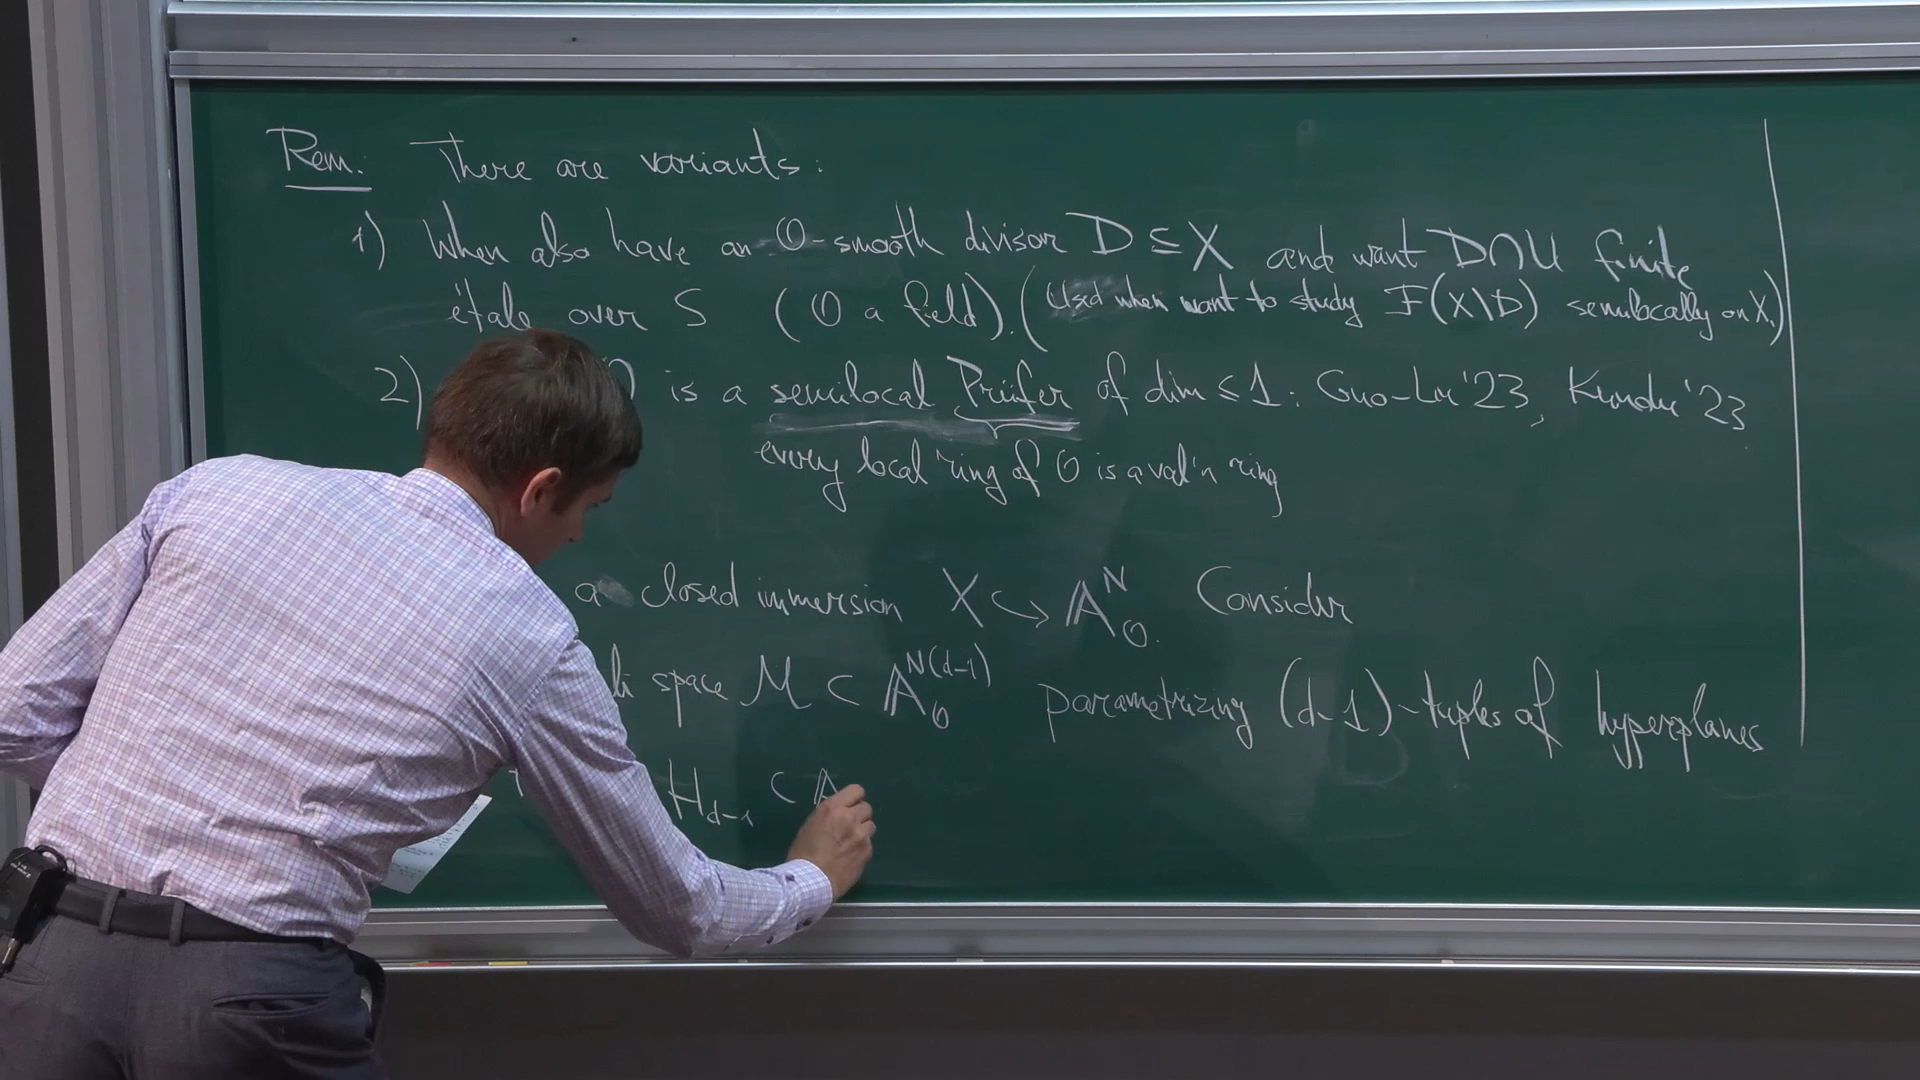 Rem. There are variants:
1) When also have an O-smooth divisor D ⊆ X and want D∩U finite
étale over S (O a field). (Used when want to study F(X\D) semilocally on X.)
2) is a semilocal Prüfer of dim ≤ 1: Guo–Liu '23, Kundu '23
every local ring of O is a val'n ring
a closed immersion X ↪ A^N_O. Consider
space M ⊂ A_O^{N(d-1)} parametrizing (d-1)-tuples of hyperplanes
H_{d-1} ⊂ A